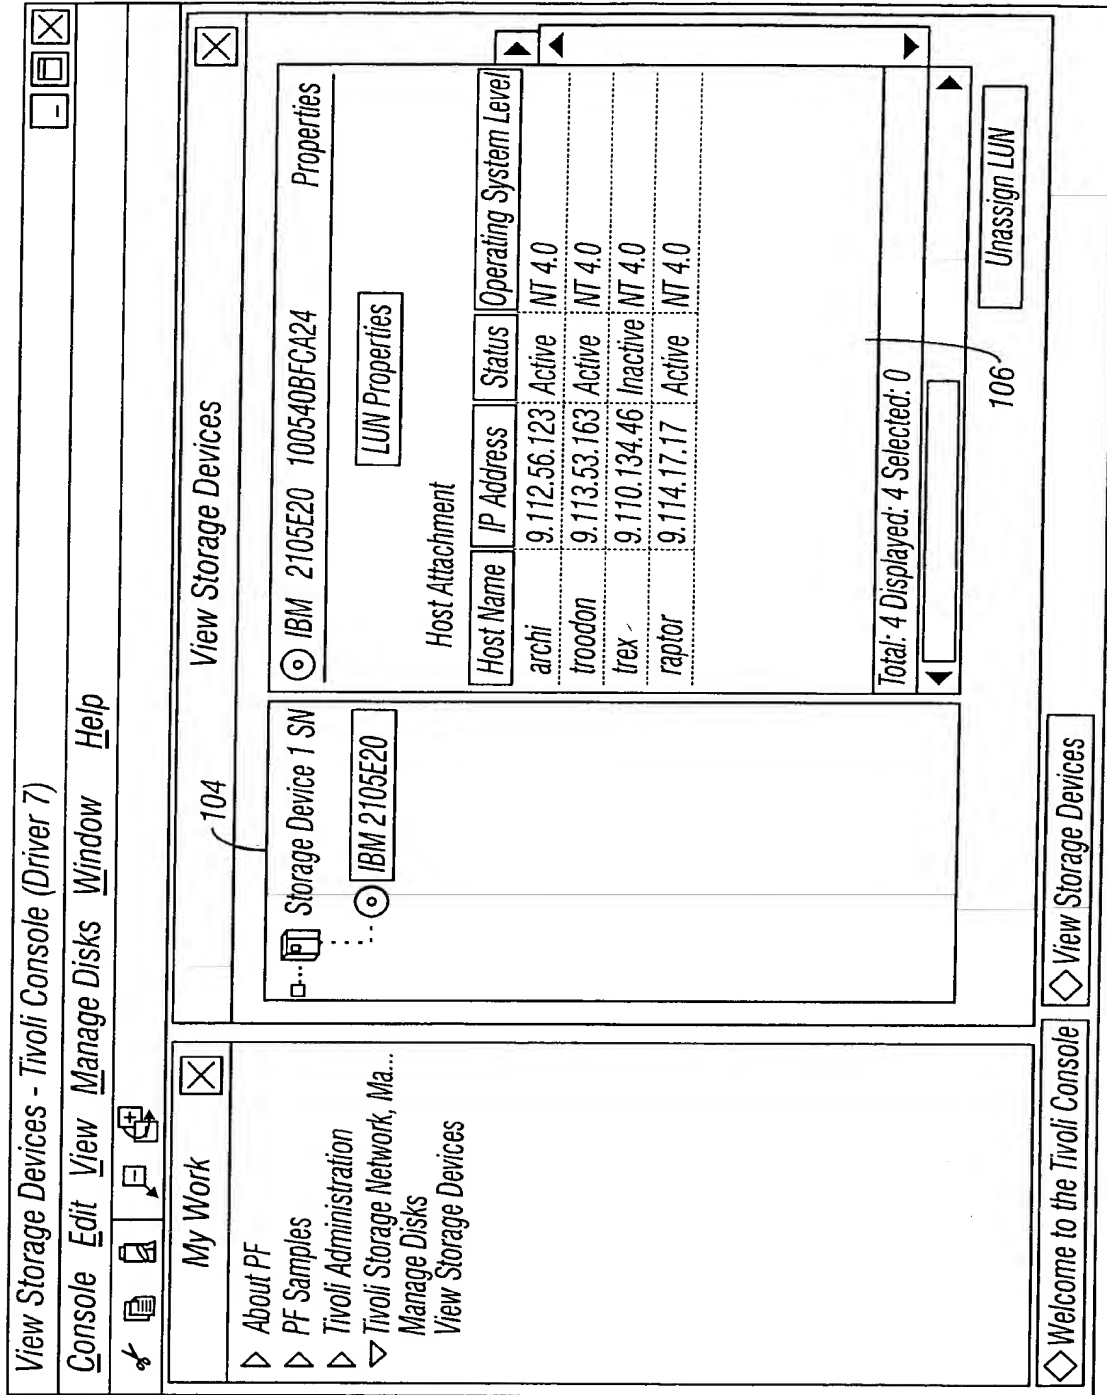 View Storage Devices - Tivoli Console (Driver 7)
Console Edit View Manage Disks Window Help
My Work
About PF
PF Samples
Tivoli Administration
Tivoli Storage Network, Ma...
Manage Disks
View Storage Devices
View Storage Devices
104
Storage Device 1 SN
IBM 2105E20
IBM 2105E20 100540BFCA24 Properties
LUN Properties
Host Attachment
Host Name IP Address Status Operating System Level
archi 9.112.56.123 Active NT 4.0
troodon 9.113.53.163 Active NT 4.0
trex 9.110.134.46 Inactive NT 4.0
raptor 9.114.17.17 Active NT 4.0
Total: 4 Displayed: 4 Selected: 0
106
Unassign LUN
Welcome to the Tivoli Console
View Storage Devices